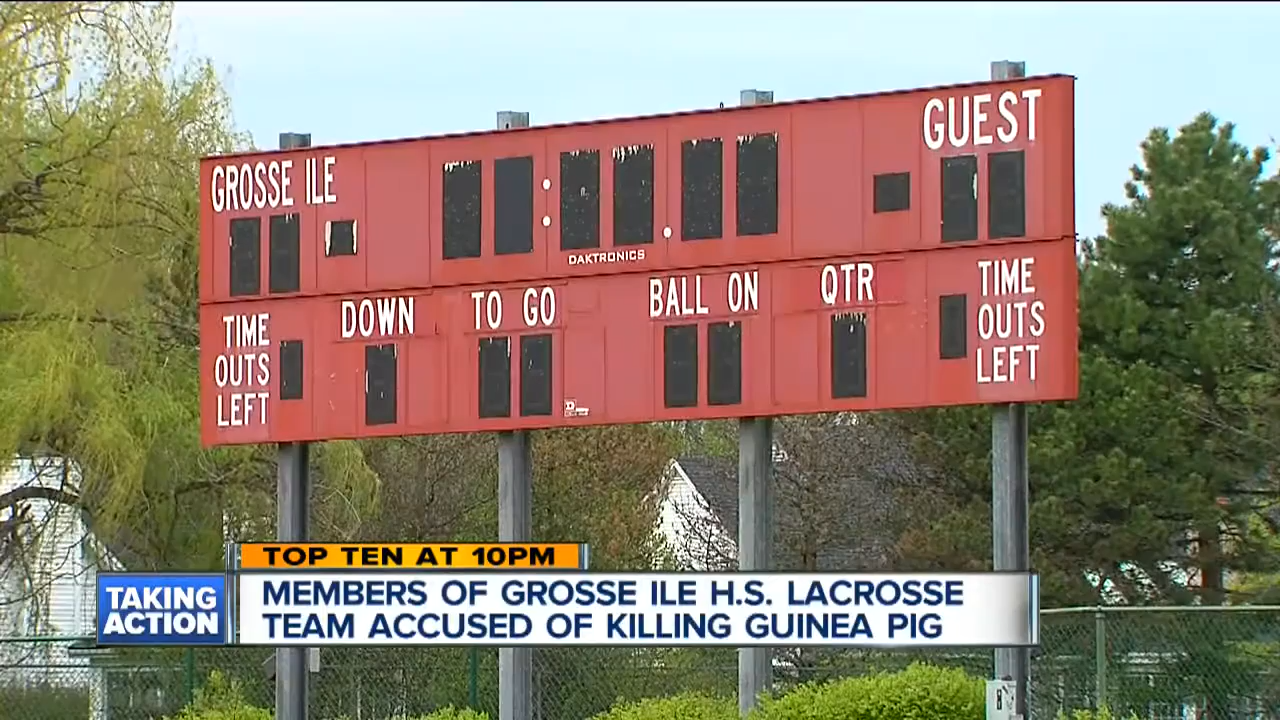 GROSSE ILE
GUEST
DAKTRONICS
TIME
OUTS
LEFT
DOWN
TO GO
BALL ON
QTR
TIME
OUTS
LEFT
TOP TEN AT 10PM
TAKING
ACTION
MEMBERS OF GROSSE ILE H.S. LACROSSE
TEAM ACCUSED OF KILLING GUINEA PIG